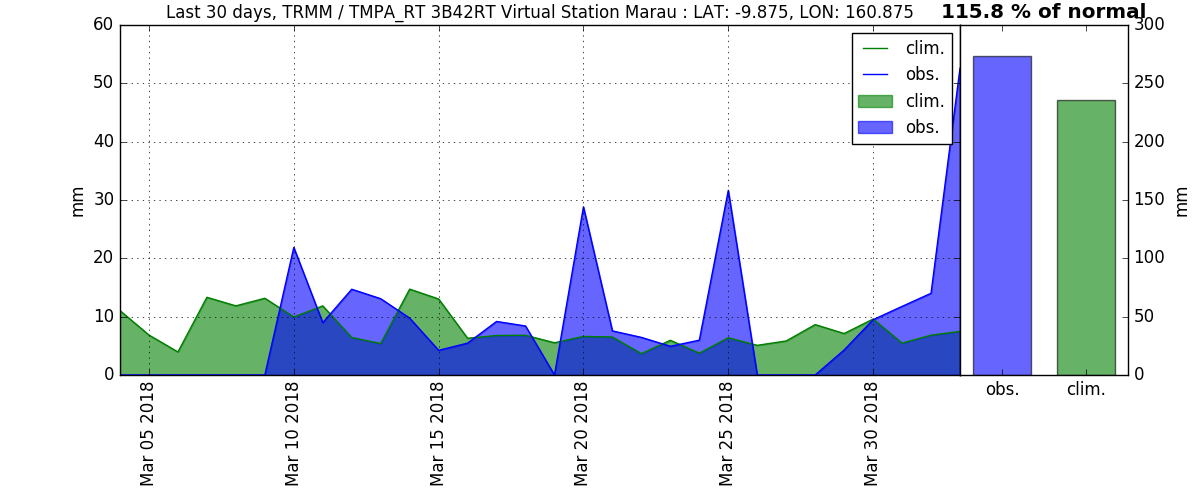 Last 30 days, TRMM / TMPA_RT 3B42RT Virtual Station Marau : LAT: -9.875, LON: 160.875
115.8 % of normal
60
50
40
30
20
10
0
mm
clim.
obs.
clim.
obs.
300
250
200
150
100
50
0
mm
Mar 05 2018
Mar 10 2018
Mar 15 2018
Mar 20 2018
Mar 25 2018
Mar 30 2018
obs.
clim.